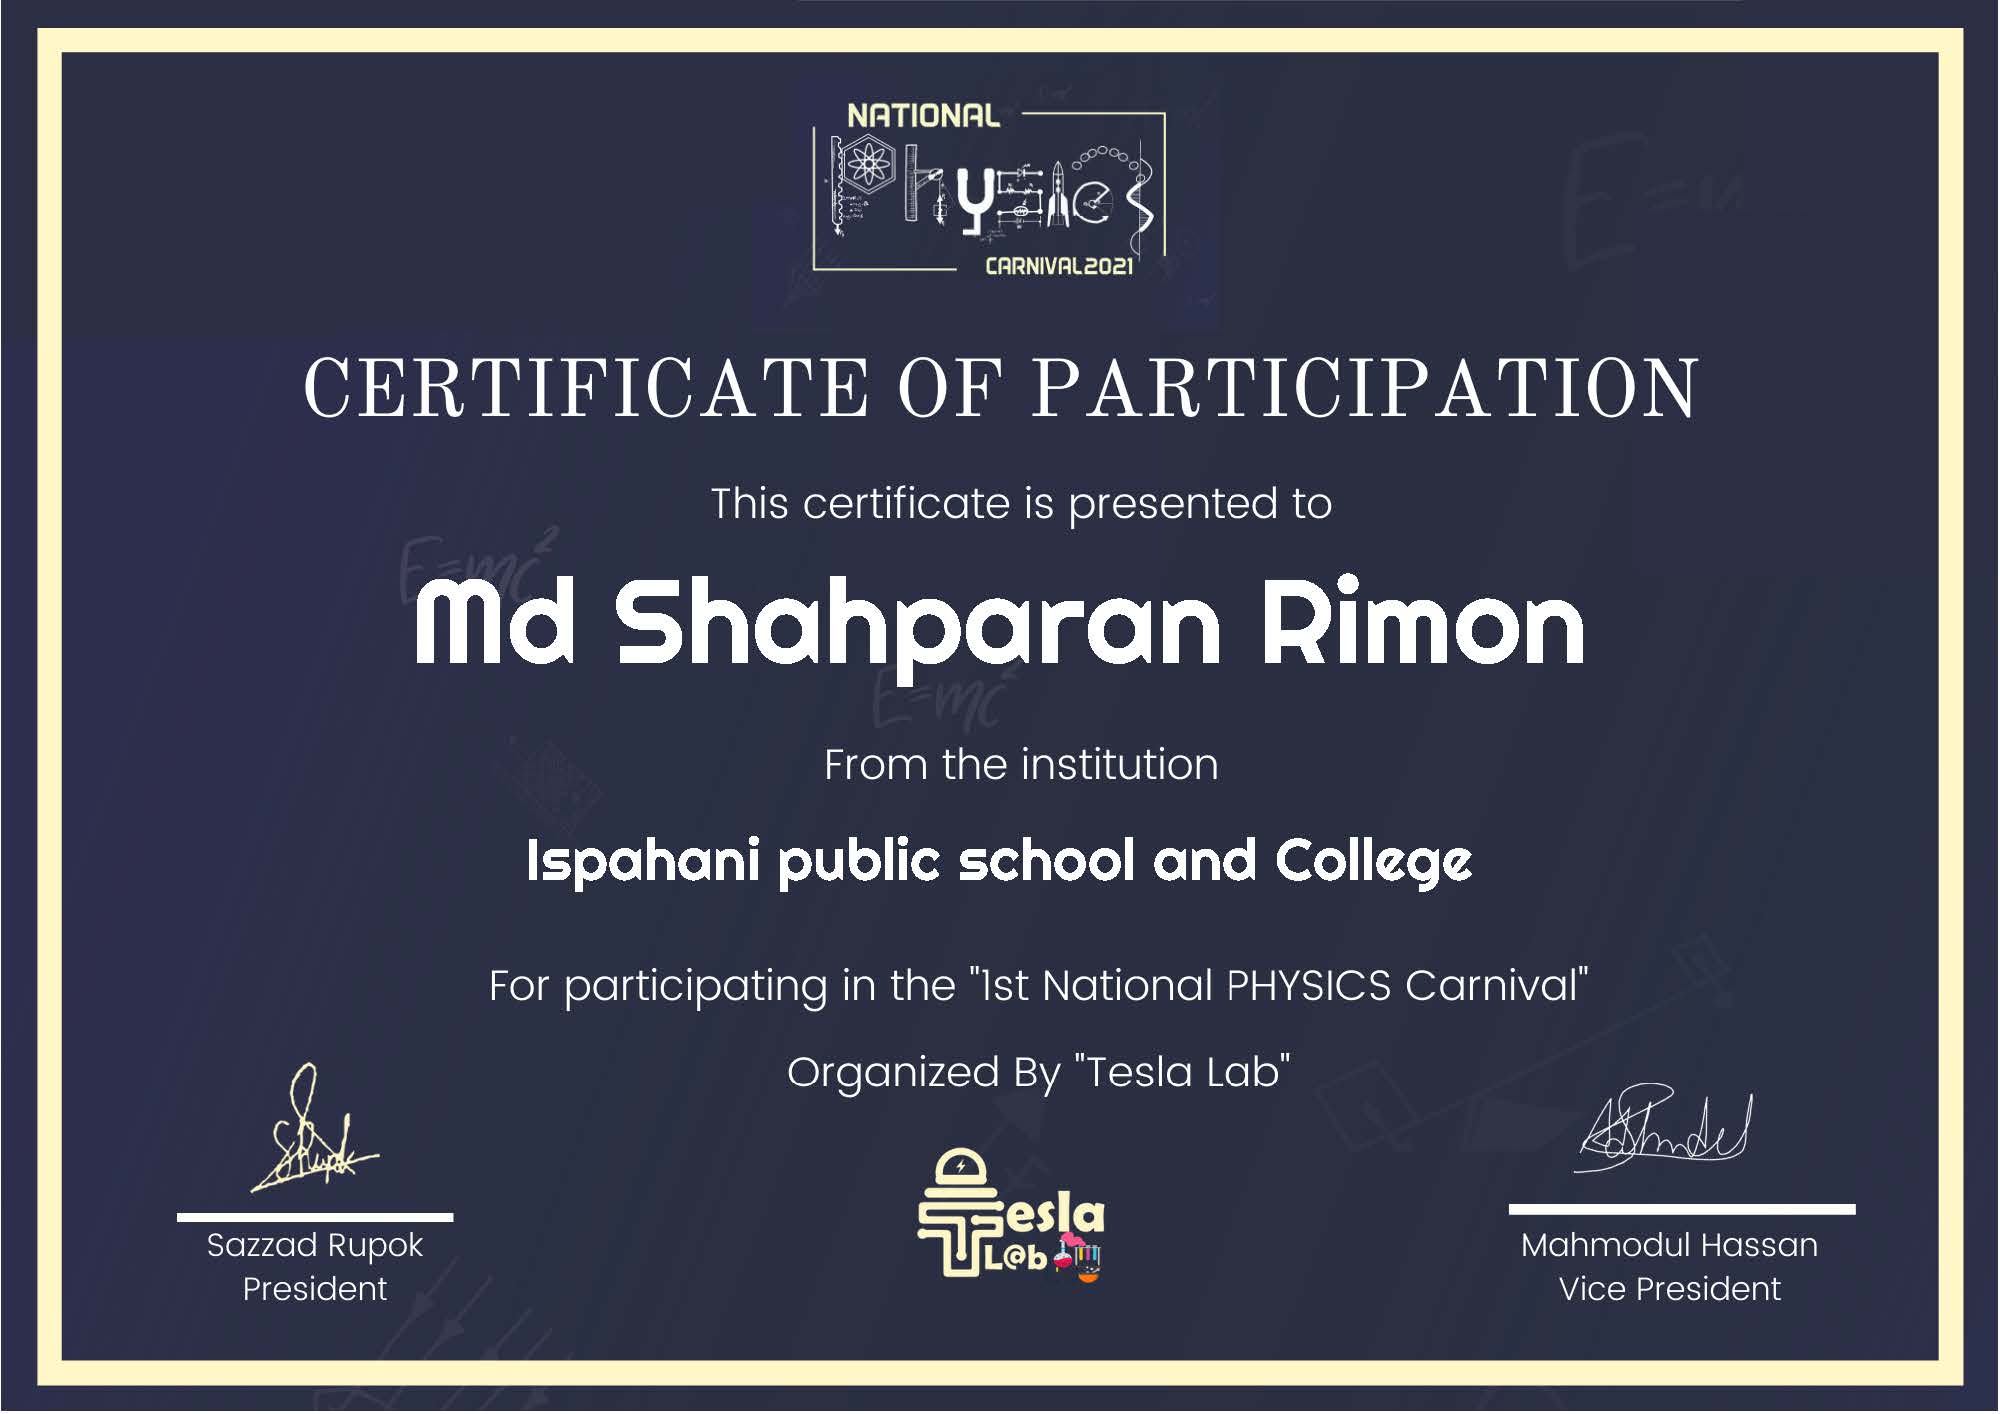 NATIONAL
Physics
CARNIVAL2021
CERTIFICATE OF PARTICIPATION
This certificate is presented to
E=mc²
Md Shahparan Rimon
E=mc²
From the institution
Ispahani public school and College
For participating in the "1st National PHYSICS Carnival"
Organized By "Tesla Lab"
Tesla
L@b
Sazzad Rupok
President
Mahmodul Hassan
Vice President